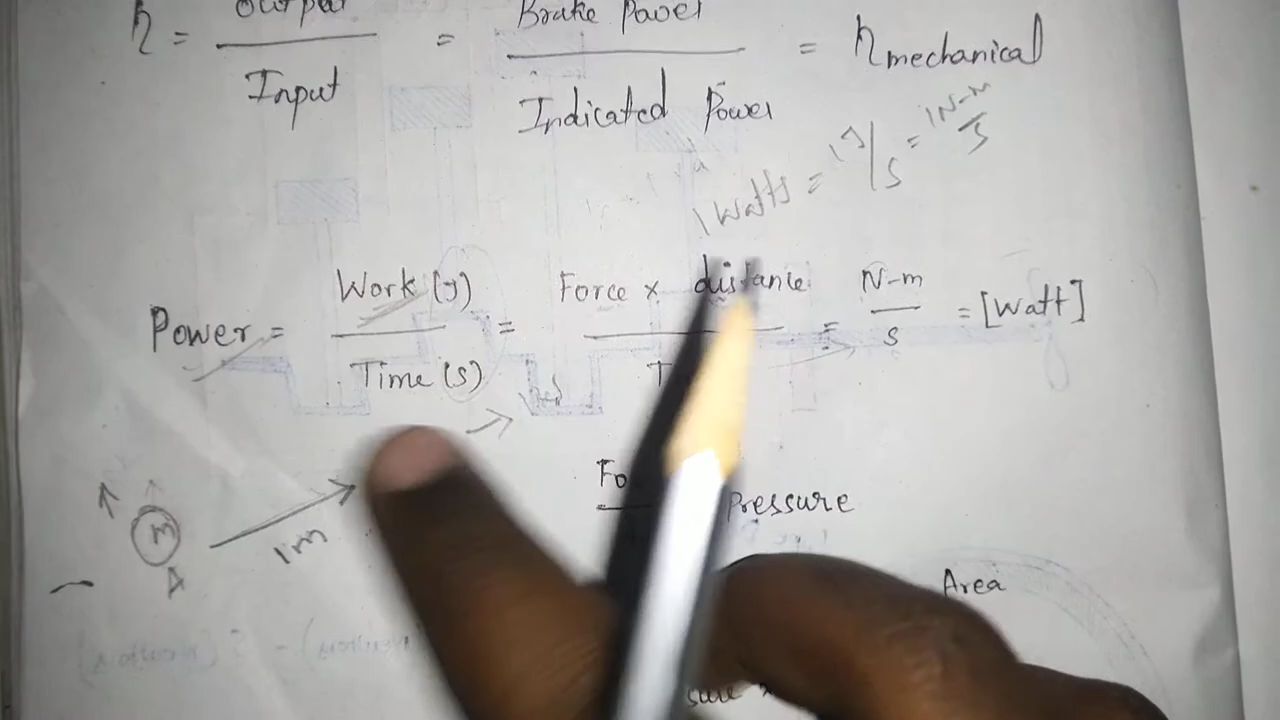 η = Output / Input = Brake Power / Indicated Power = η mechanical
1 Watts = 1J/s = 1N-m/s
Power = Work (J) / Time (s) = Force x distance / T = N-m / s = [Watt]
Fo Pressure
M
A
1m
Area